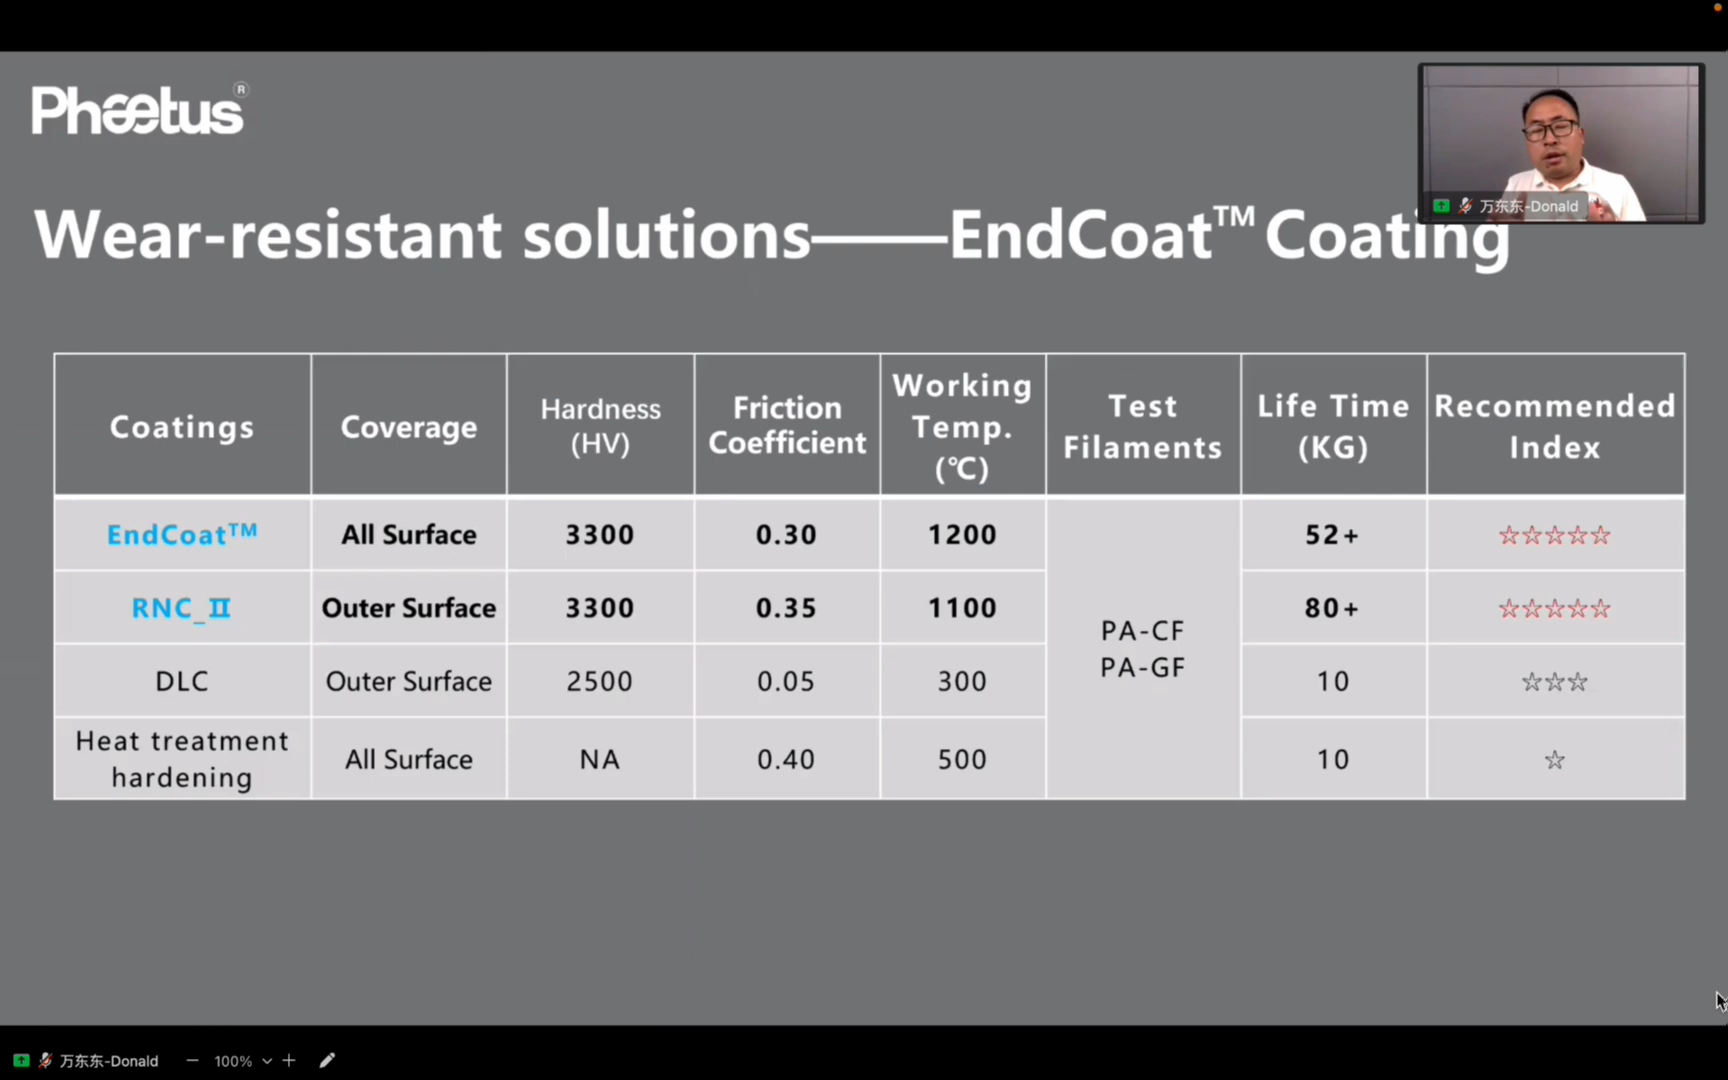 Phaetus®
万东东-Donald
Wear-resistant solutions——EndCoat™ Coating
Coatings
Coverage
Hardness
(HV)
Friction
Coefficient
Working
Temp.
(℃)
Test
Filaments
Life Time
(KG)
Recommended
Index
EndCoat™
All Surface
3300
0.30
1200
52+
☆☆☆☆☆
RNC_Ⅱ
Outer Surface
3300
0.35
1100
80+
☆☆☆☆☆
PA-CF
PA-GF
DLC
Outer Surface
2500
0.05
300
10
☆☆☆
Heat treatment
hardening
All Surface
NA
0.40
500
10
☆
万东东-Donald
100%